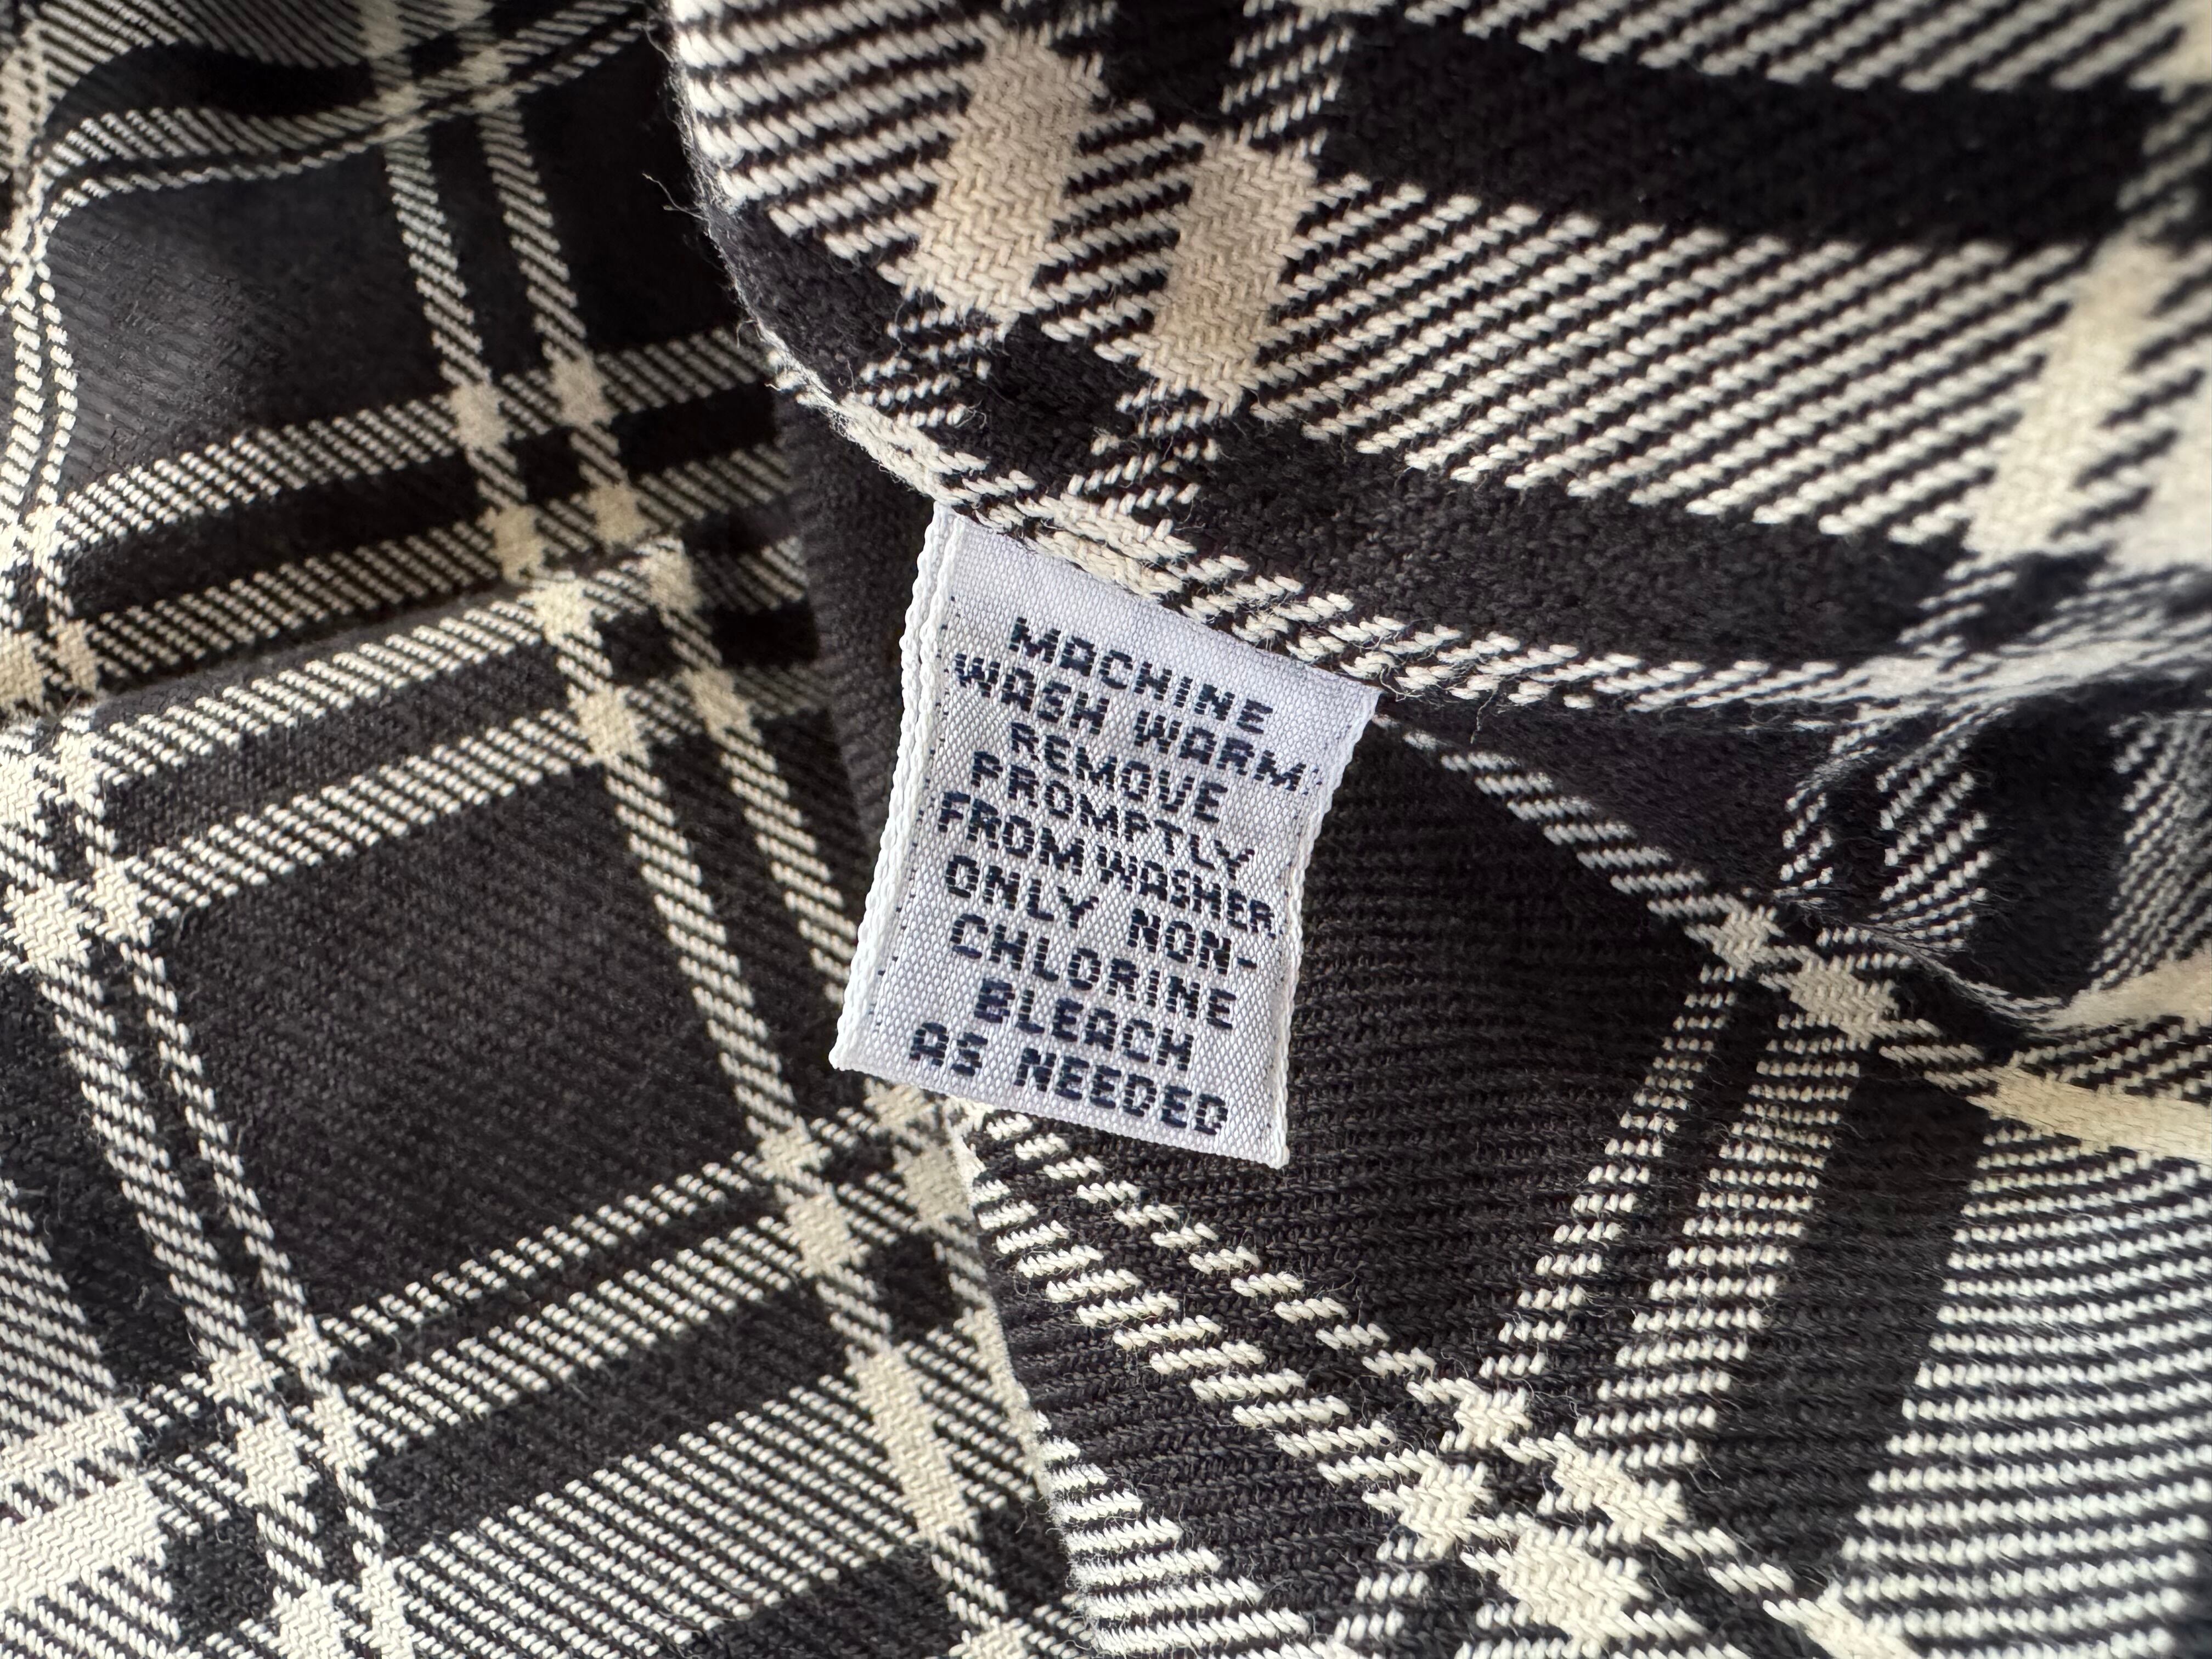 MACHINE
WASH WARM;
REMOVE
PROMPTLY
FROM WASHER.
ONLY NON-
CHLORINE
BLEACH
AS NEEDED